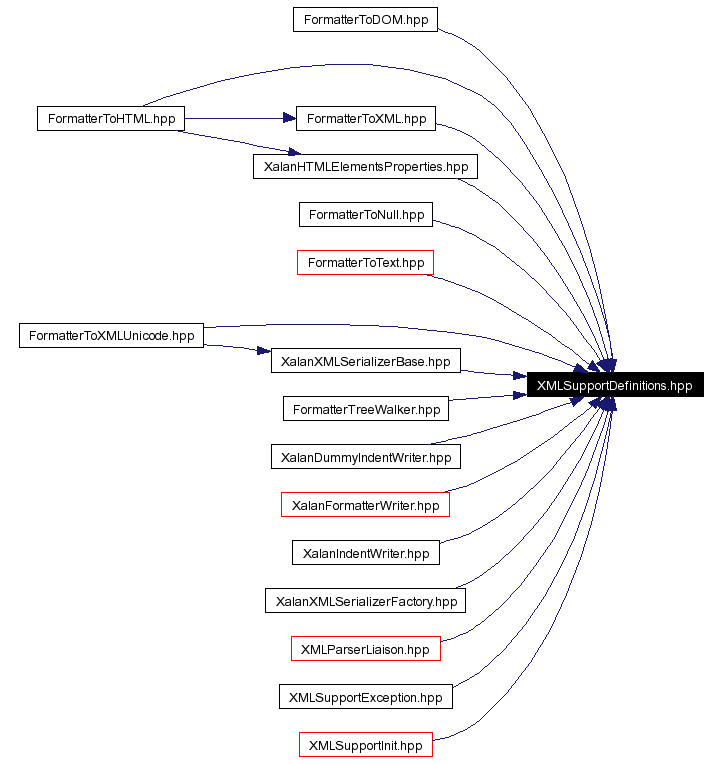 FormatterToDOM.hpp
FormatterToHTML.hpp
FormatterToXML.hpp
XalanHTMLElementsProperties.hpp
FormatterToNull.hpp
FormatterToText.hpp
FormatterToXMLUnicode.hpp
XalanXMLSerializerBase.hpp
XMLSupportDefinitions.hpp
FormatterTreeWalker.hpp
XalanDummyIndentWriter.hpp
XalanFormatterWriter.hpp
XalanIndentWriter.hpp
XalanXMLSerializerFactory.hpp
XMLParserLiaison.hpp
XMLSupportException.hpp
XMLSupportInit.hpp